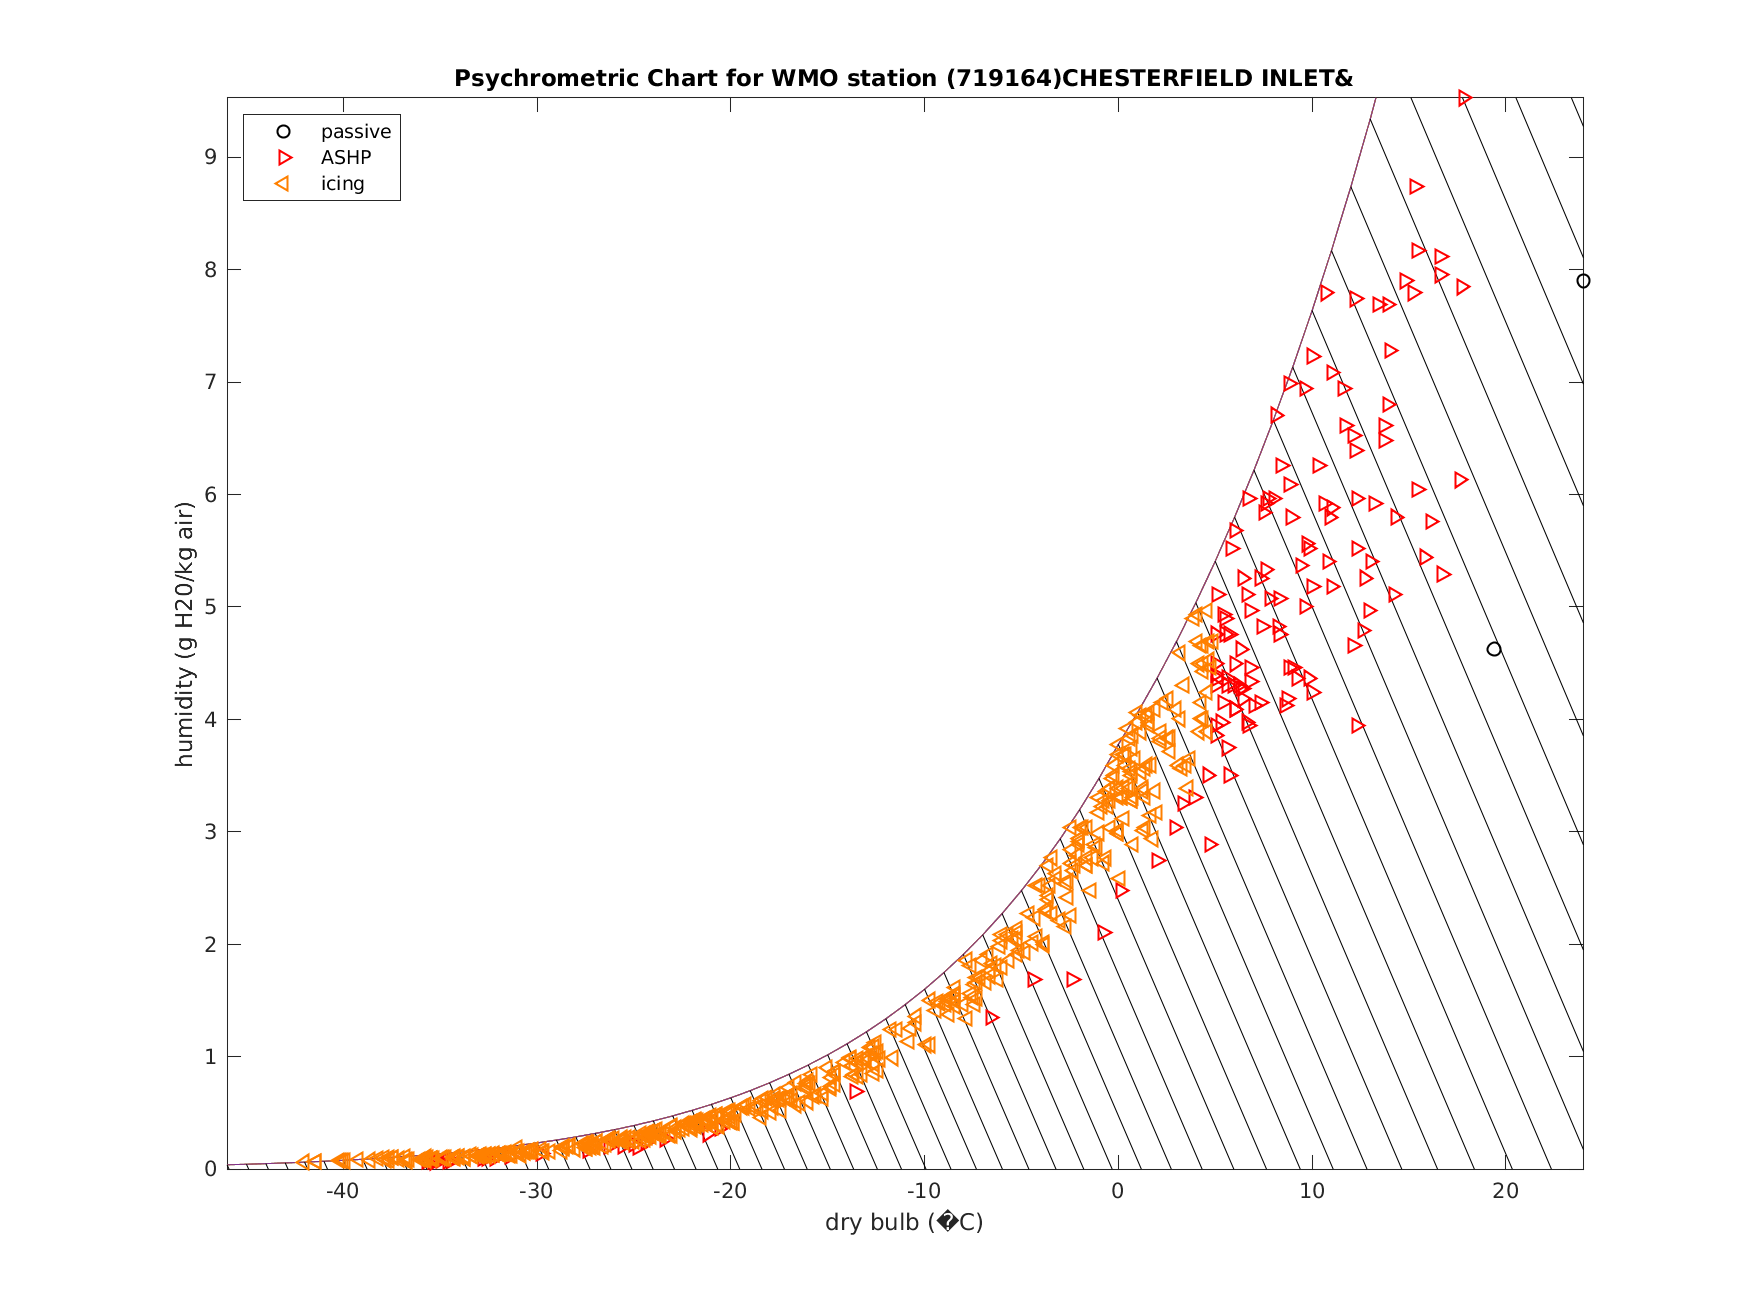 Psychrometric Chart for WMO station (719164)CHESTERFIELD INLET&
passive
ASHP
icing
9
8
7
6
5
4
3
2
1
0
humidity (g H20/kg air)
-40 -30 -20 -10 0 10 20
dry bulb (�C)